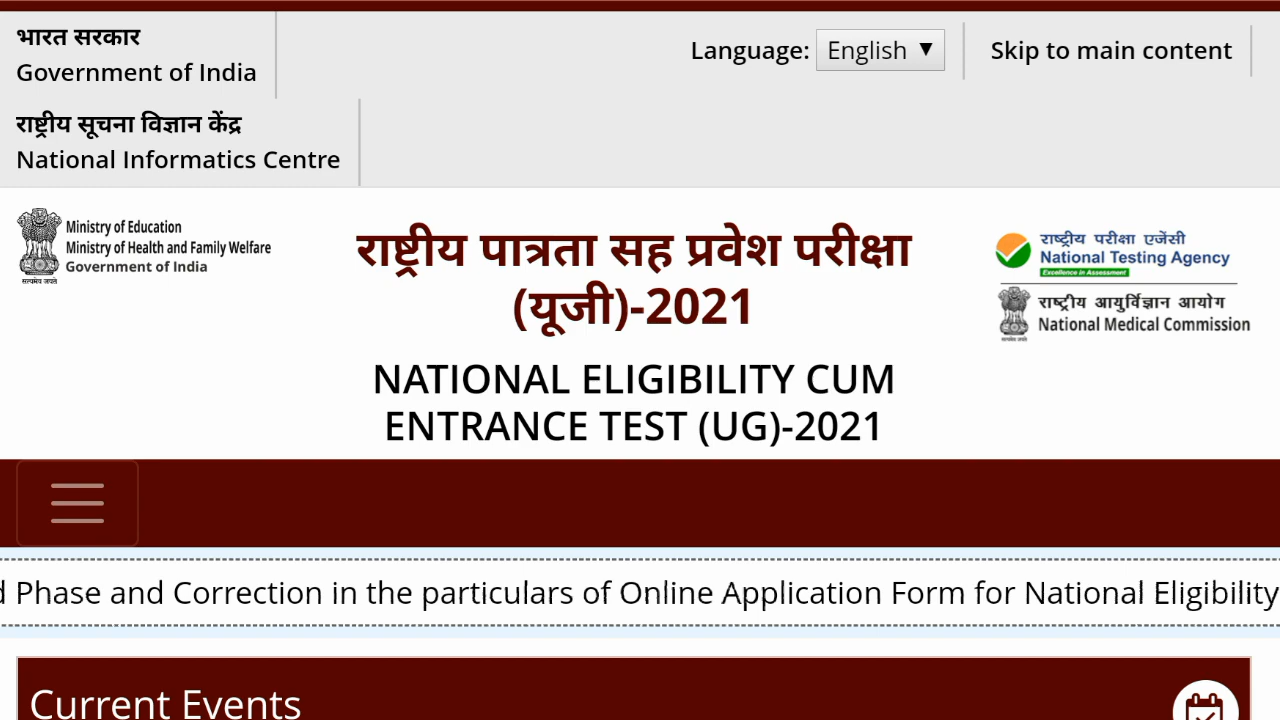 भारत सरकार
Government of India
Language: English ▼
Skip to main content
राष्ट्रीय सूचना विज्ञान केंद्र
National Informatics Centre
Ministry of Education
Ministry of Health and Family Welfare
Government of India
सत्यमेव जयते
राष्ट्रीय पात्रता सह प्रवेश परीक्षा
(यूजी)-2021
NATIONAL ELIGIBILITY CUM
ENTRANCE TEST (UG)-2021
राष्ट्रीय परीक्षा एजेंसी
National Testing Agency
Excellence in Assessment
राष्ट्रीय आयुर्विज्ञान आयोग
National Medical Commission
सत्यमेव जयते
d Phase and Correction in the particulars of Online Application Form for National Eligibility
Current Events